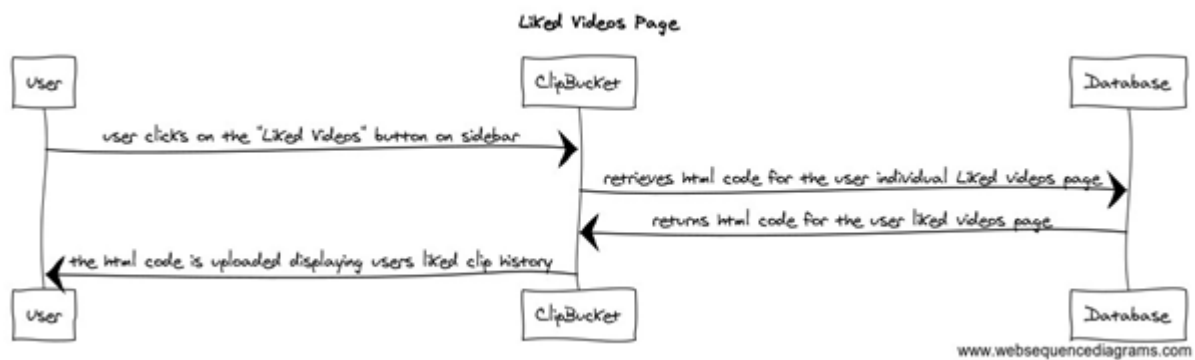 Liked Videos Page
User
ClipBucket
Database
user clicks on the "Liked Videos" button on sidebar
retrieves html code for the user individual Liked videos page
returns html code for the user liked videos page
the html code is uploaded displaying users liked clip history
User
ClipBucket
Database
www.websequencediagrams.com